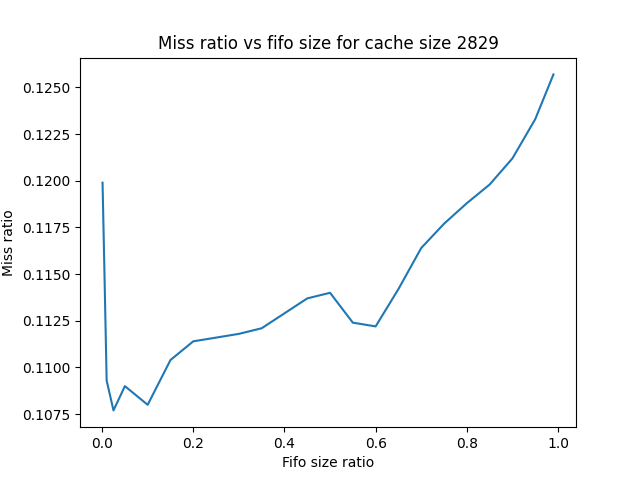 Miss ratio vs fifo size for cache size 2829
Miss ratio
0.1250
0.1225
0.1200
0.1175
0.1150
0.1125
0.1100
0.1075
0.0 0.2 0.4 0.6 0.8 1.0
Fifo size ratio